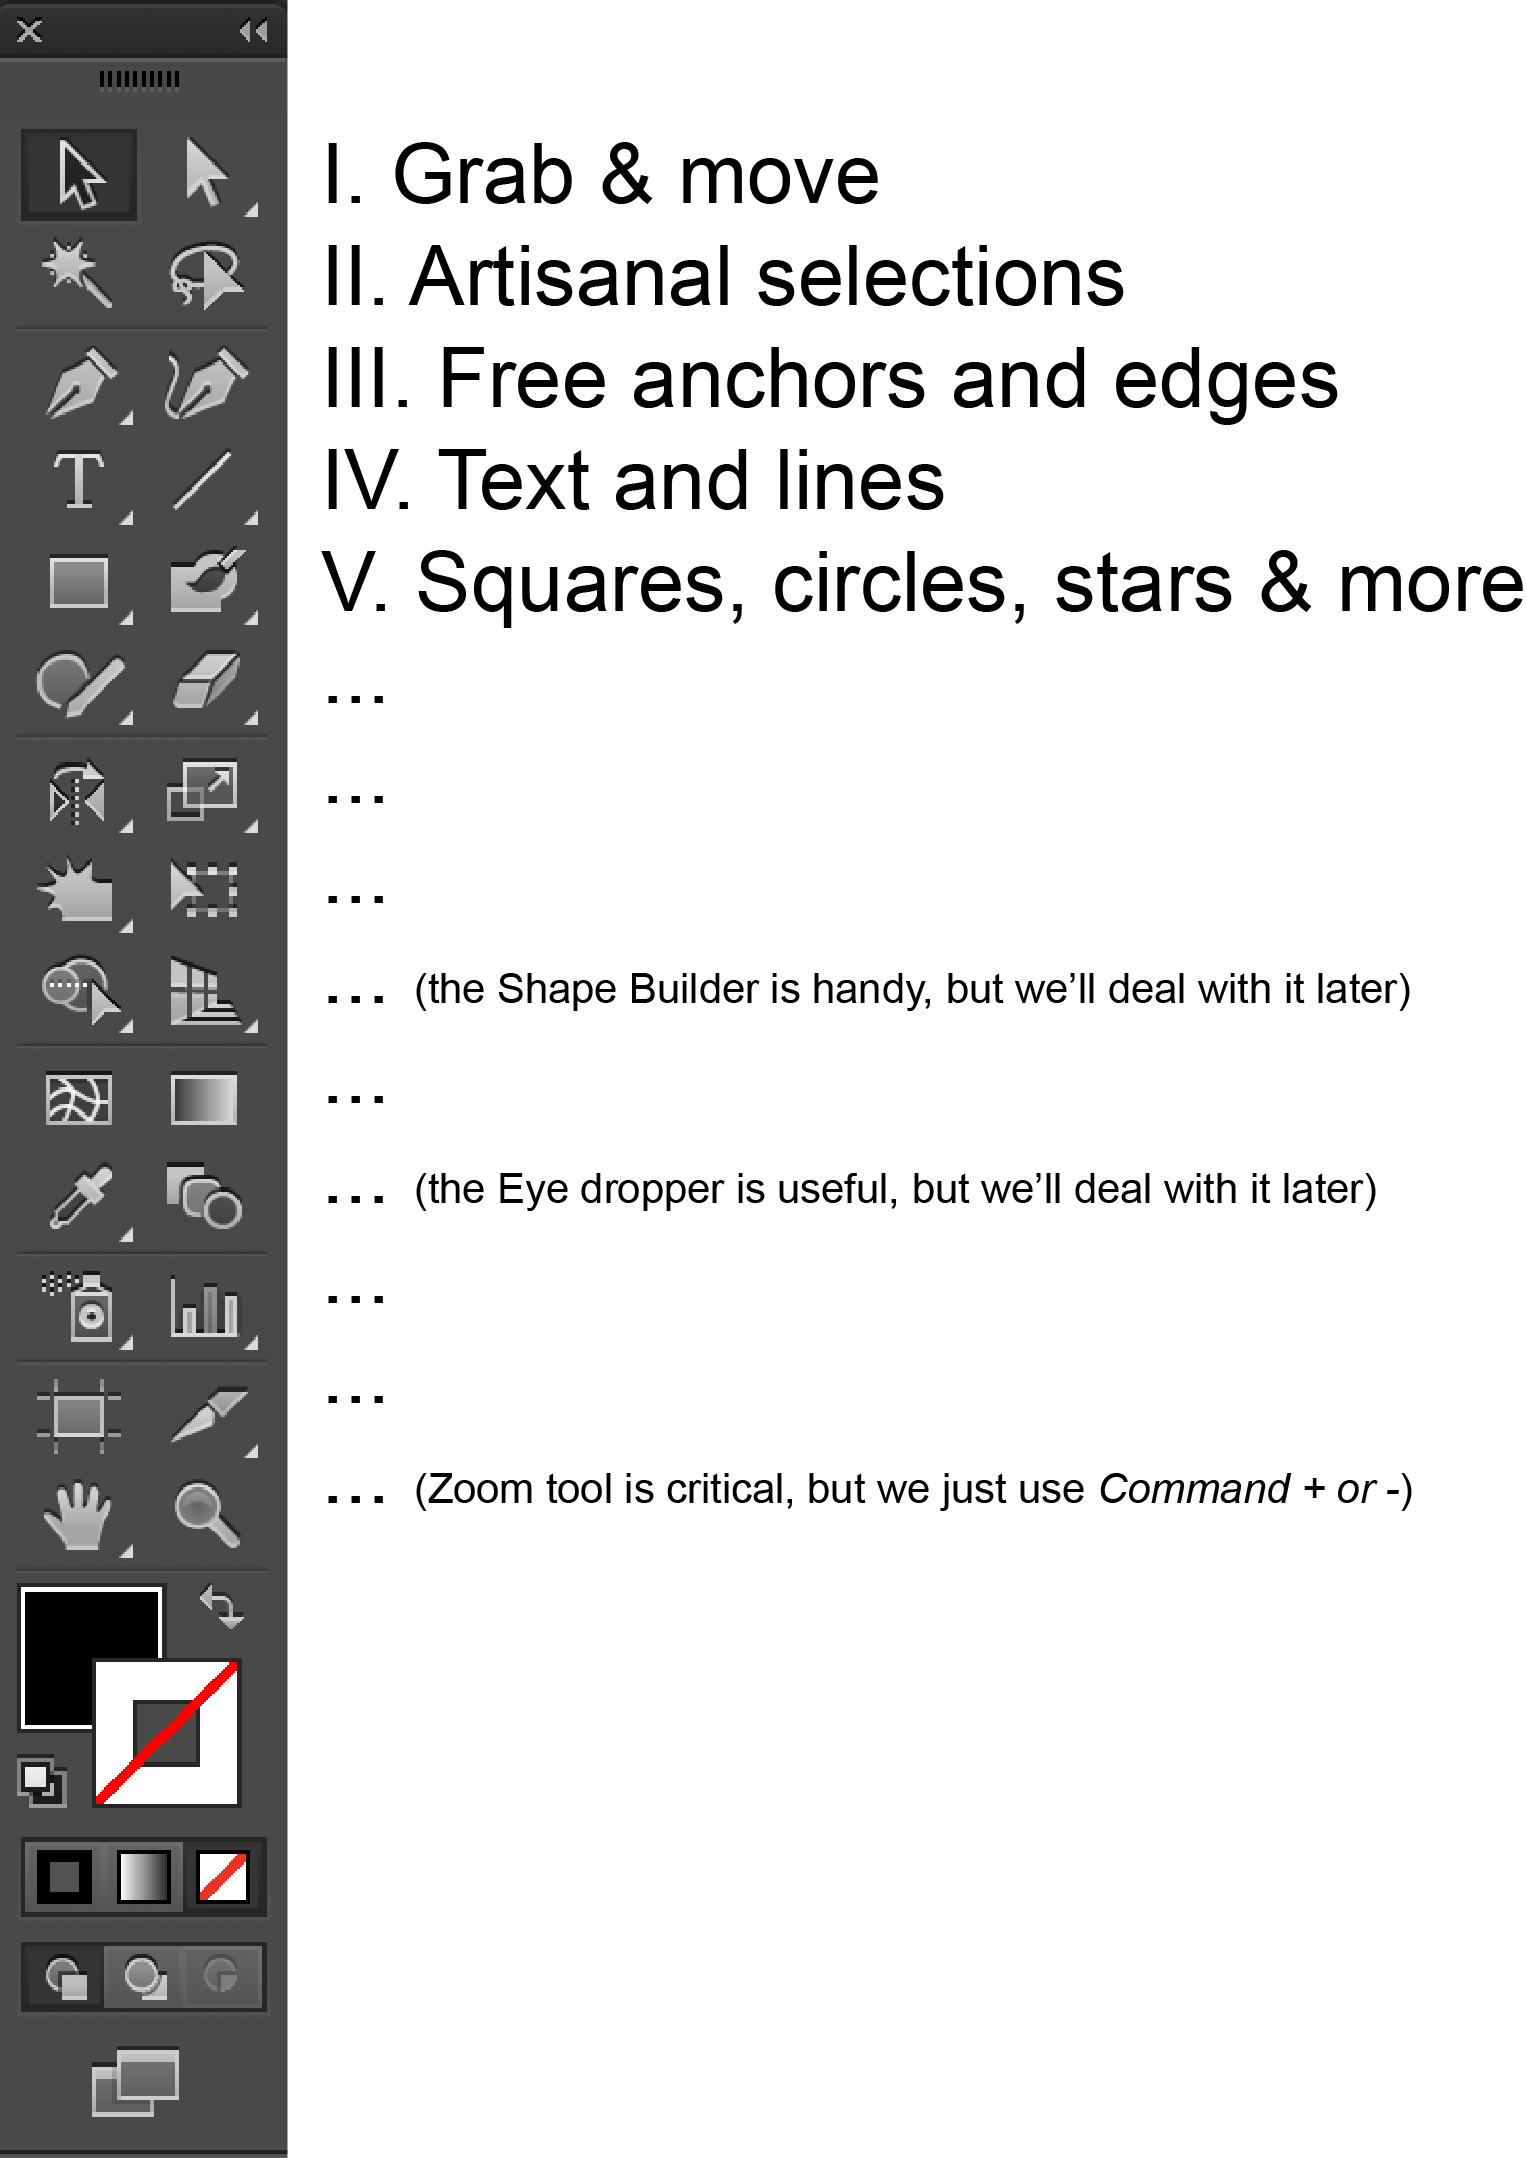 I. Grab & move
II. Artisanal selections
III. Free anchors and edges
IV. Text and lines
V. Squares, circles, stars & more
...
...
...
... (the Shape Builder is handy, but we’ll deal with it later)
...
... (the Eye dropper is useful, but we’ll deal with it later)
...
...
... (Zoom tool is critical, but we just use Command + or -)